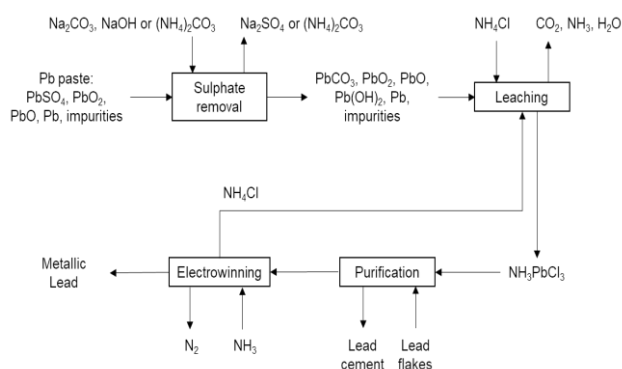 Na₂CO₃, NaOH or (NH₄)₂CO₃
Na₂SO₄ or (NH₄)₂CO₃
NH₄Cl
CO₂, NH₃, H₂O
Pb paste:
PbSO₄, PbO₂,
PbO, Pb, impurities
Sulphate
removal
PbCO₃, PbO₂, PbO,
Pb(OH)₂, Pb,
impurities
Leaching
NH₄Cl
Metallic
Lead
Electrowinning
Purification
NH₃PbCl₃
N₂
NH₃
Lead
cement
Lead
flakes